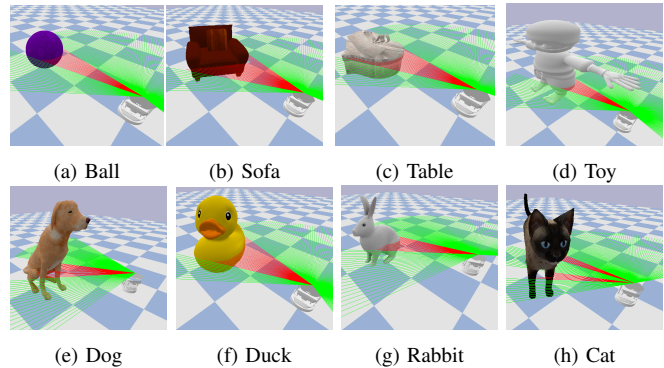 (a) Ball
(b) Sofa
(c) Table
(d) Toy
(e) Dog
(f) Duck
(g) Rabbit
(h) Cat